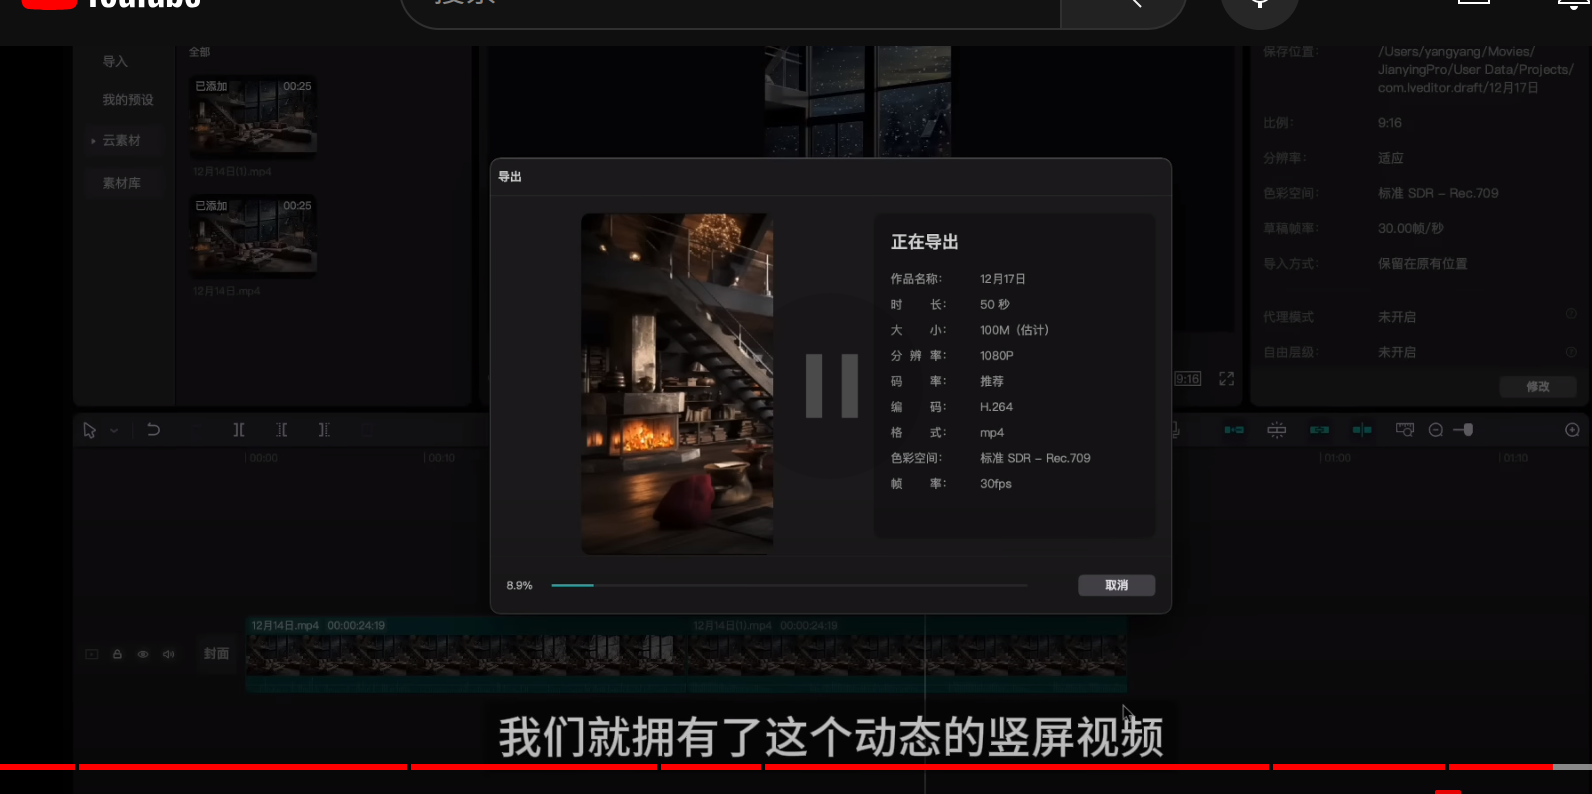 YouTube
搜索
全部
导入
已添加 00:25
我的预设
云素材
12月14日(1).mp4
素材库
已添加 00:25
12月14日.mp4
保存位置: /Users/yangyang/Movies/
JianyingPro/User Data/Projects/
com.lveditor.draft/12月17日
比例: 9:16
分辨率: 适应
色彩空间: 标准 SDR – Rec.709
草稿帧率: 30.00帧/秒
导入方式: 保留在原有位置
代理模式 未开启
自由层级: 未开启
修改
9:16
导出
正在导出
作品名称: 12月17日
时 长: 50 秒
大 小: 100M（估计）
分 辨 率: 1080P
码 率: 推荐
编 码: H.264
格 式: mp4
色彩空间: 标准 SDR – Rec.709
帧 率: 30fps
8.9%
取消
00:00 00:10 01:00 01:10
12月14日.mp4 00:00:24:19 12月14日(1).mp4 00:00:24:19
封面
我们就拥有了这个动态的竖屏视频